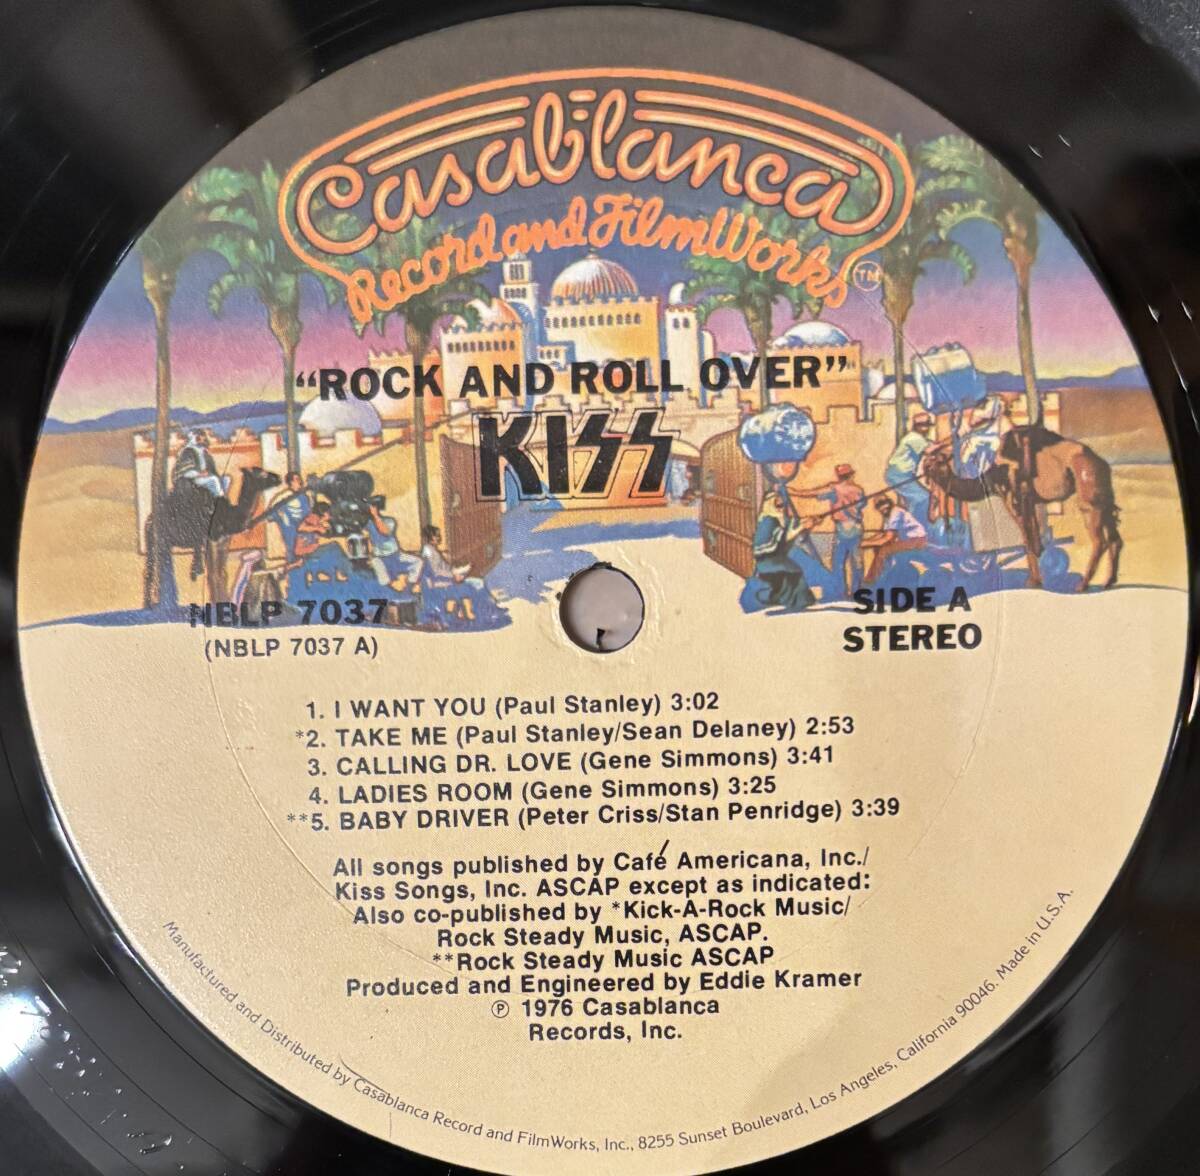 Casablanca
Record and FilmWorks TM
"ROCK AND ROLL OVER"
KISS
NBLP 7037
(NBLP 7037 A)
SIDE A
STEREO
1. I WANT YOU (Paul Stanley) 3:02
*2. TAKE ME (Paul Stanley/Sean Delaney) 2:53
3. CALLING DR. LOVE (Gene Simmons) 3:41
4. LADIES ROOM (Gene Simmons) 3:25
**5. BABY DRIVER (Peter Criss/Stan Penridge) 3:39
All songs published by Café Americana, Inc./
Kiss Songs, Inc. ASCAP except as indicated:
Also co-published by *Kick-A-Rock Music/
Rock Steady Music, ASCAP.
**Rock Steady Music ASCAP
Produced and Engineered by Eddie Kramer
℗ 1976 Casablanca
Records, Inc.
Manufactured and Distributed by Casablanca Record and FilmWorks, Inc., 8255 Sunset Boulevard, Los Angeles, California 90046. Made in U.S.A.